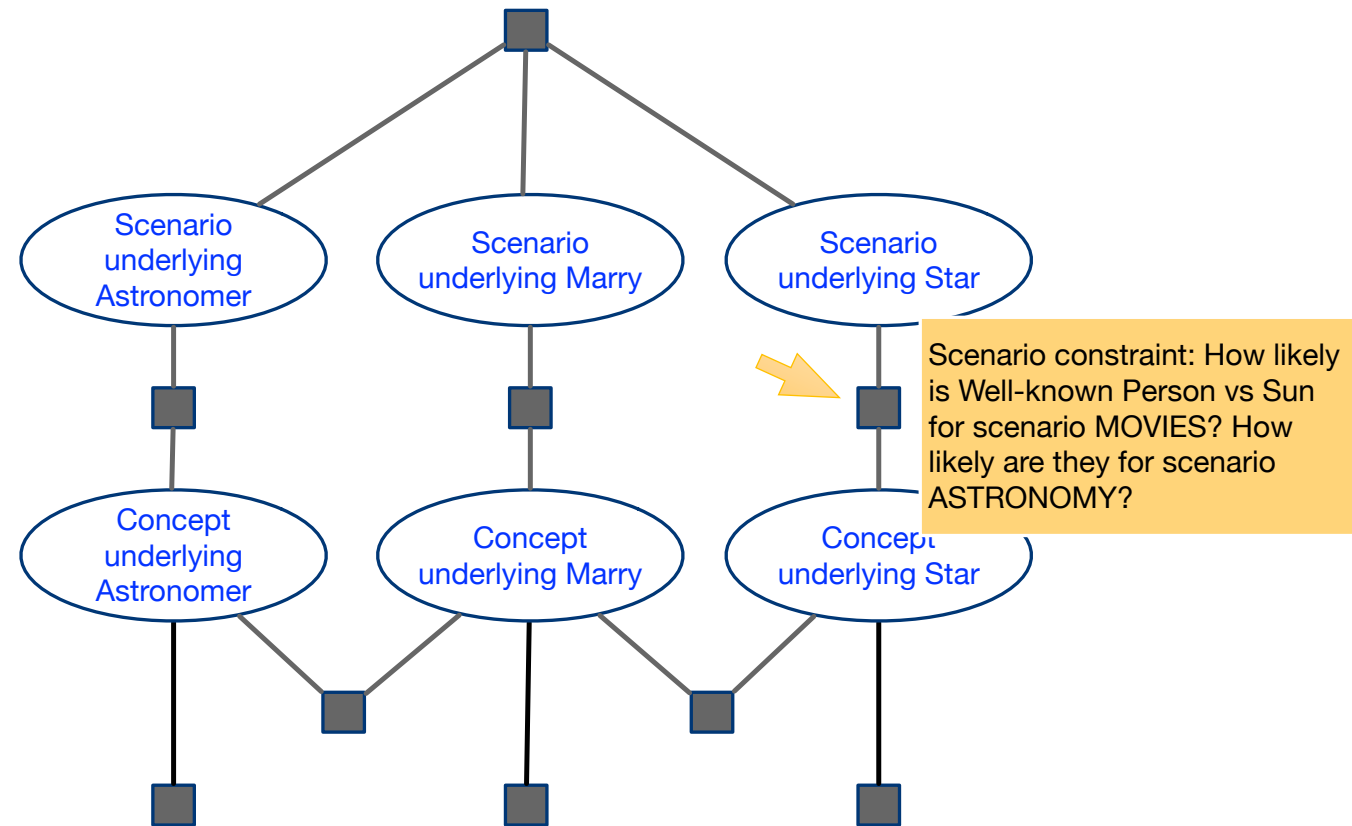 Scenario
underlying
Astronomer
Scenario
underlying Marry
Scenario
underlying Star
Scenario constraint: How likely
is Well-known Person vs Sun
for scenario MOVIES? How
likely are they for scenario
ASTRONOMY?
Concept
underlying
Astronomer
Concept
underlying Marry
Concept
underlying Star